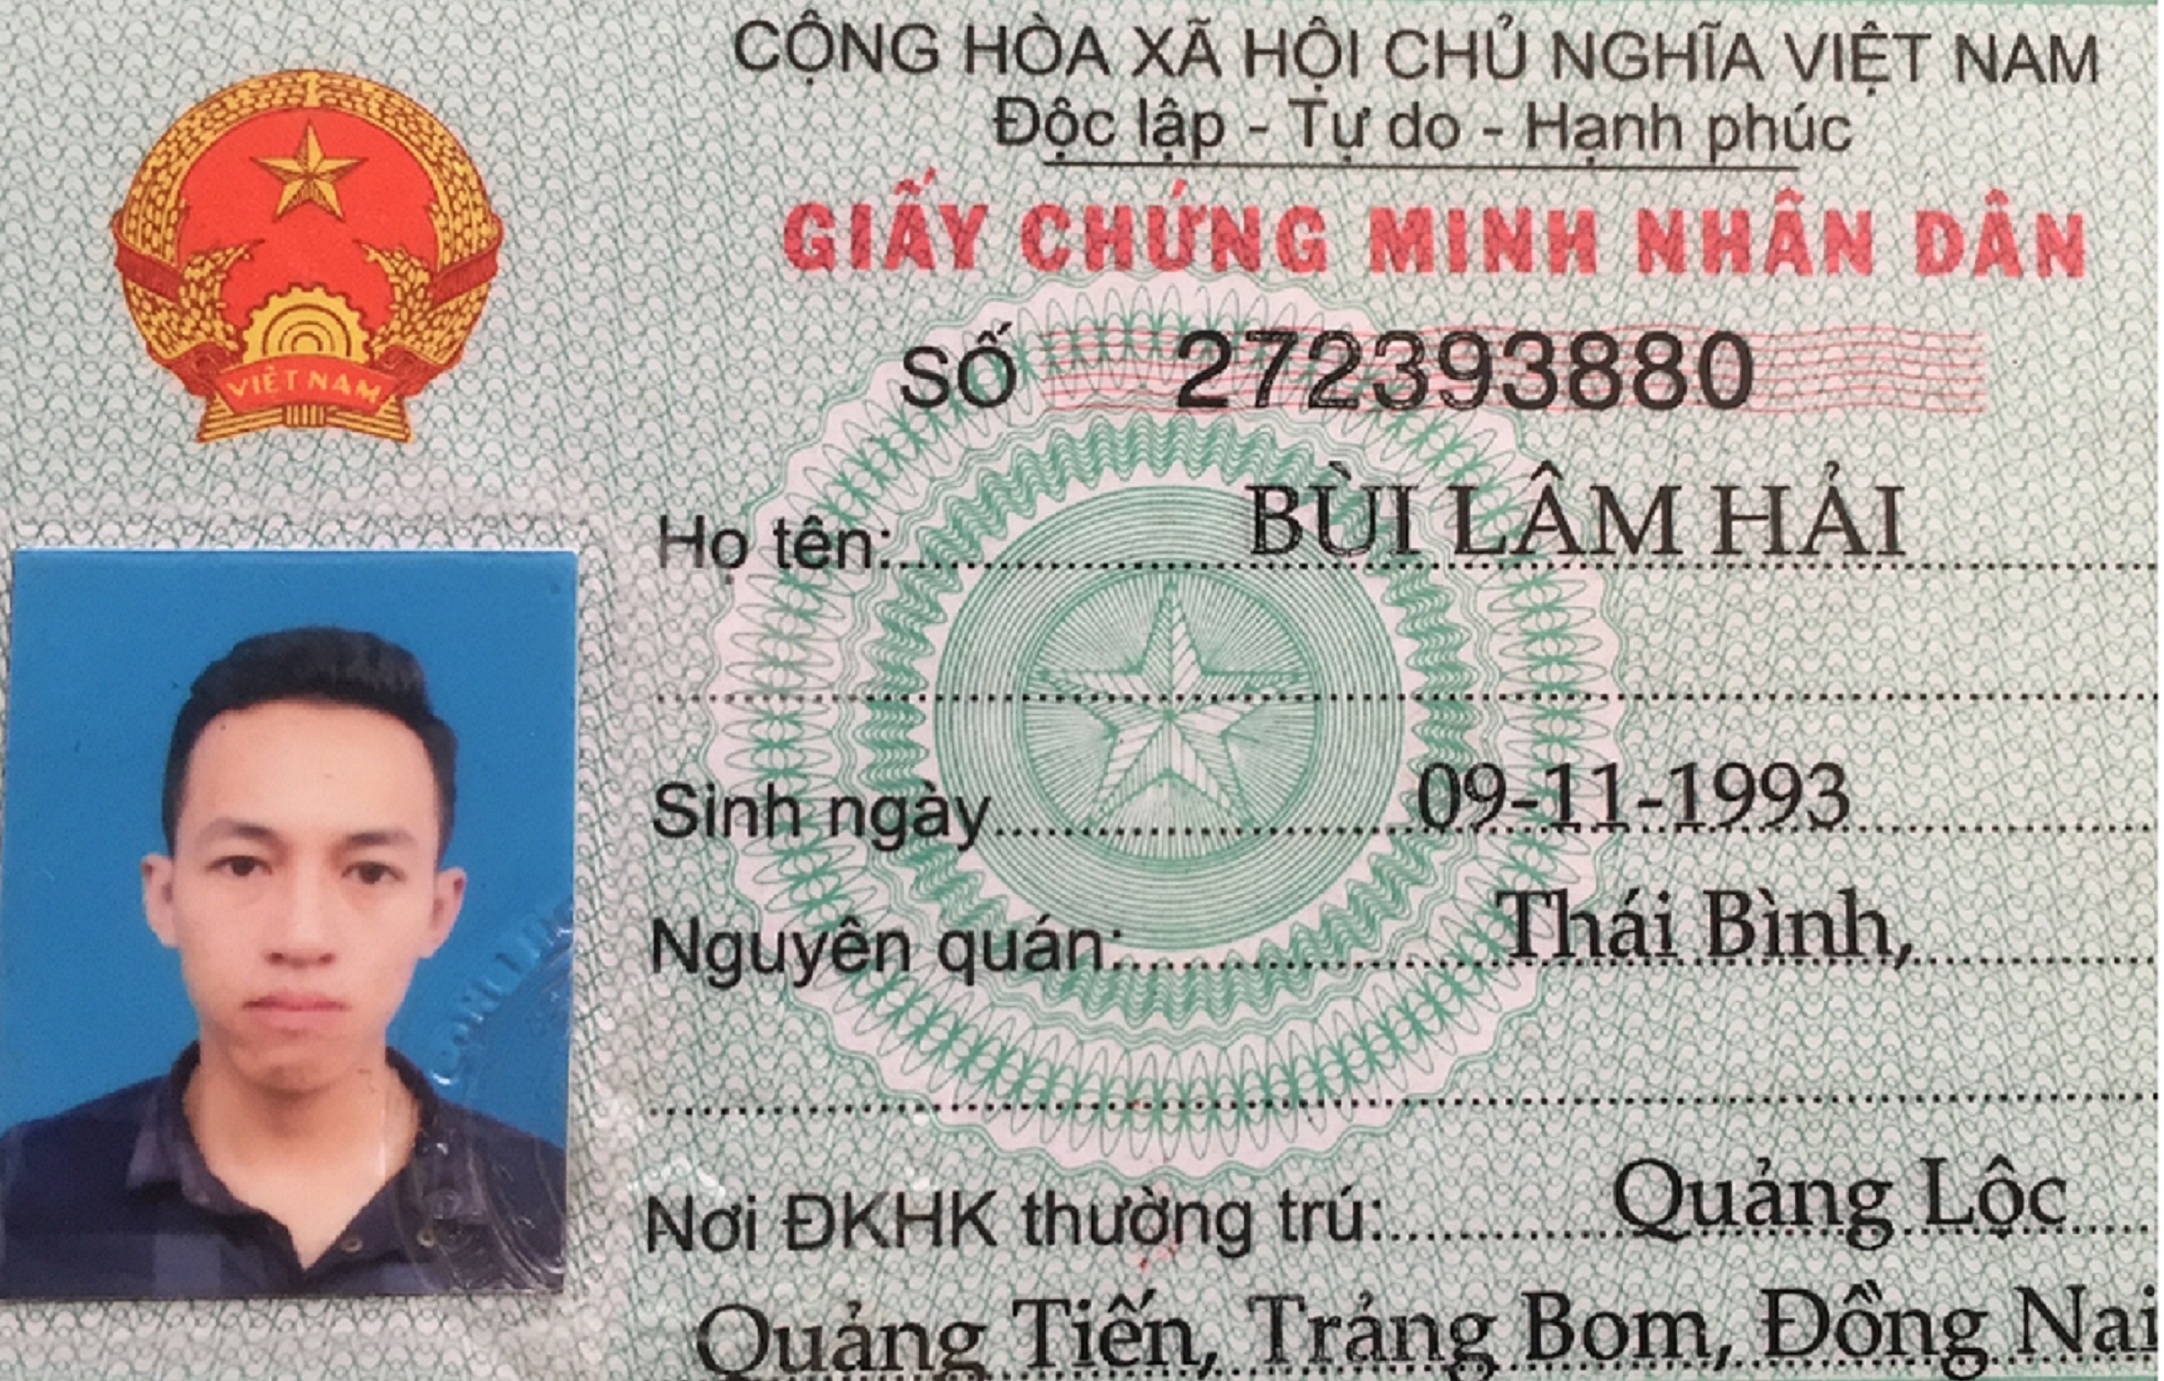 CỘNG HÒA XÃ HỘI CHỦ NGHĨA VIỆT NAM
Độc lập - Tự do - Hạnh phúc
GIẤY CHỨNG MINH NHÂN DÂN
VIỆT NAM
SỐ 272393880
Họ tên: BÙI LÂM HẢI
Sinh ngày 09-11-1993
Nguyên quán: Thái Bình,
Nơi ĐKHK thường trú: Quảng Lộc
Quảng Tiến, Trảng Bom, Đồng Nai